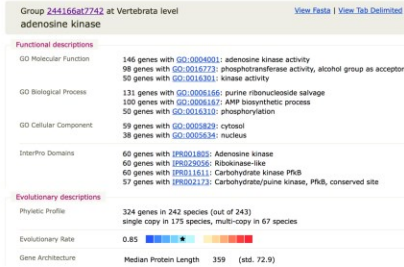 Group 244166at7742 at Vertebrata level View Fasta | View Tab Delimited
adenosine kinase
Functional descriptions
GO Molecular Function 146 genes with GO:0004001: adenosine kinase activity
98 genes with GO:0016773: phosphotransferase activity, alcohol group as acceptor
50 genes with GO:0016301: kinase activity
GO Biological Process 131 genes with GO:0006166: purine ribonucleoside salvage
100 genes with GO:0006167: AMP biosynthetic process
50 genes with GO:0016310: phosphorylation
GO Cellular Component 59 genes with GO:0005829: cytosol
38 genes with GO:0005634: nucleus
InterPro Domains 60 genes with IPR001805: Adenosine kinase
60 genes with IPR029056: Ribokinase-like
60 genes with IPR011611: Carbohydrate kinase PfkB
57 genes with IPR002173: Carbohydrate/puine kinase, PfkB, conserved site
Evolutionary descriptions
Phyletic Profile 324 genes in 242 species (out of 243)
single copy in 175 species, multi-copy in 67 species
Evolutionary Rate 0.85
Gene Architecture Median Protein Length 359 (std. 72.9)